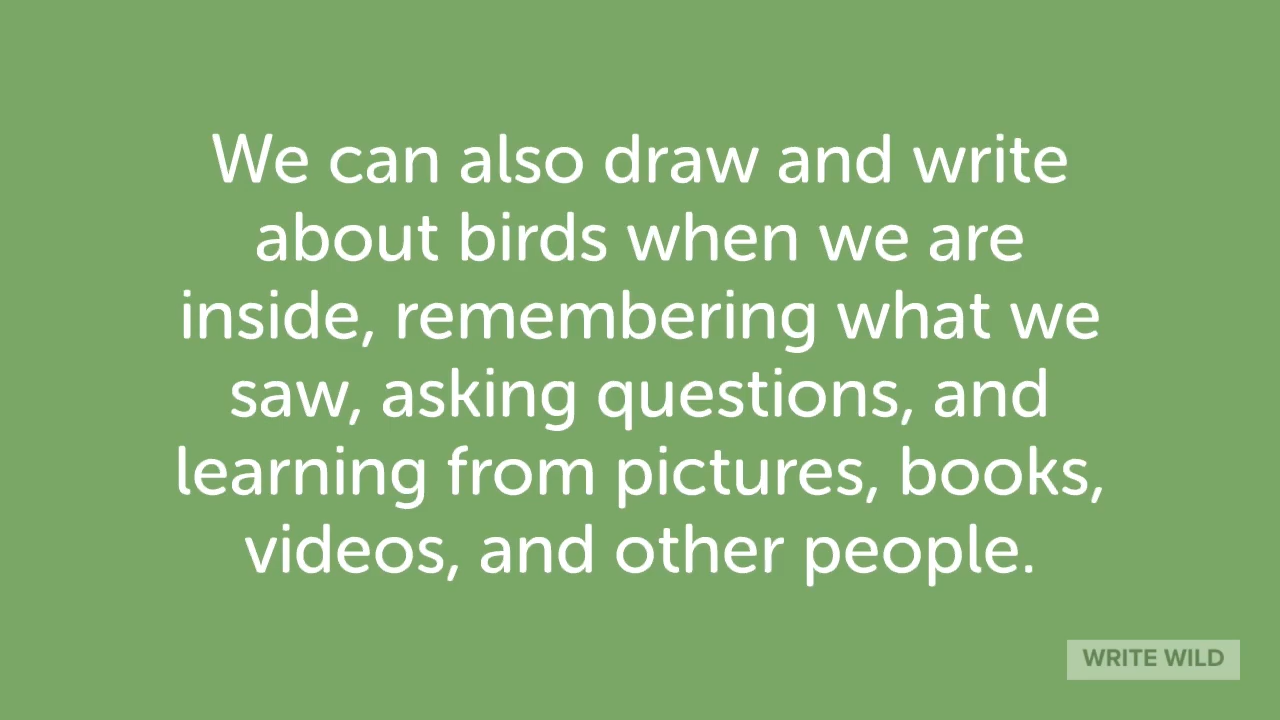 We can also draw and write
about birds when we are
inside, remembering what we
saw, asking questions, and
learning from pictures, books,
videos, and other people.
WRITE WILD